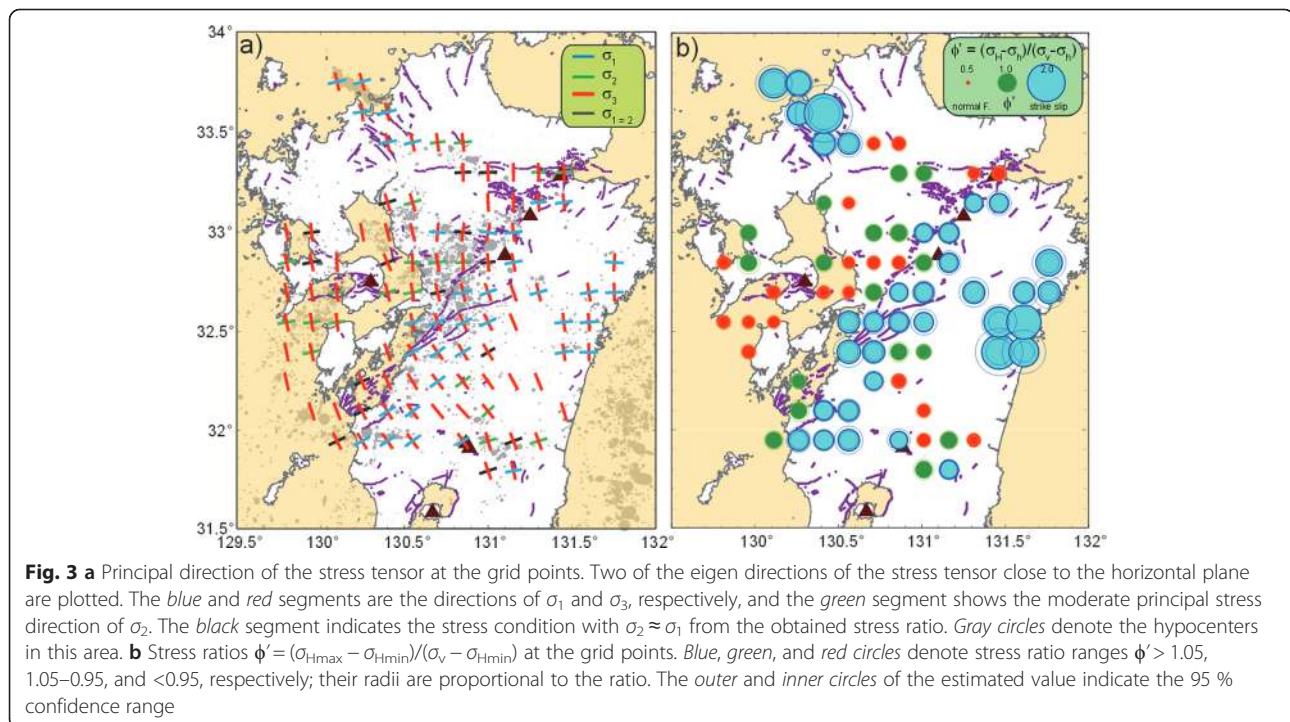 a)
σ₁
σ₂
σ₃
σ₁₌₂
34°
33.5°
33°
32.5°
32°
31.5°
129.5° 130° 130.5° 131° 131.5° 132°
b)
ϕ' = (σH-σh)/(σv-σh)
0.5 1.0 2.0
normal F. ϕ' strike slip
130° 130.5° 131° 131.5° 132°
Fig. 3 a Principal direction of the stress tensor at the grid points. Two of the eigen directions of the stress tensor close to the horizontal plane
are plotted. The blue and red segments are the directions of σ₁ and σ₃, respectively, and the green segment shows the moderate principal stress
direction of σ₂. The black segment indicates the stress condition with σ₂ ≈ σ₁ from the obtained stress ratio. Gray circles denote the hypocenters
in this area. b Stress ratios ϕ' = (σHmax − σHmin)/(σv − σHmin) at the grid points. Blue, green, and red circles denote stress ratio ranges ϕ' > 1.05,
1.05–0.95, and <0.95, respectively; their radii are proportional to the ratio. The outer and inner circles of the estimated value indicate the 95 %
confidence range